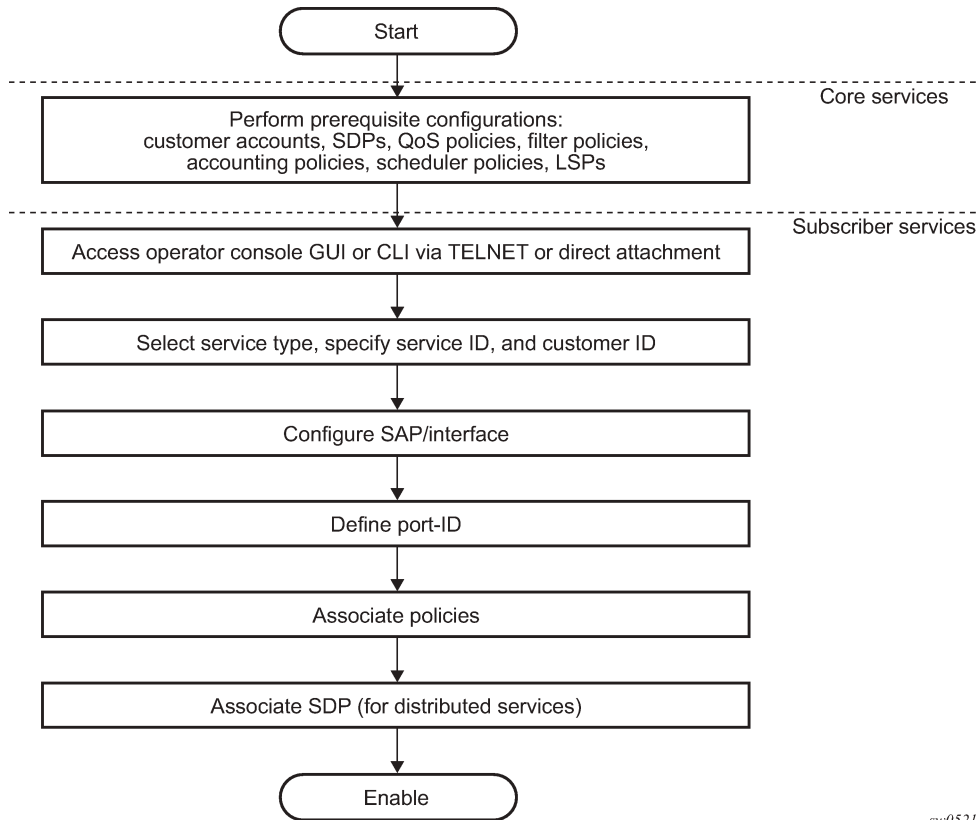 Start
Core services
Perform prerequisite configurations:
customer accounts, SDPs, QoS policies, filter policies,
accounting policies, scheduler policies, LSPs
Subscriber services
Access operator console GUI or CLI via TELNET or direct attachment
Select service type, specify service ID, and customer ID
Configure SAP/interface
Define port-ID
Associate policies
Associate SDP (for distributed services)
Enable
sw0521